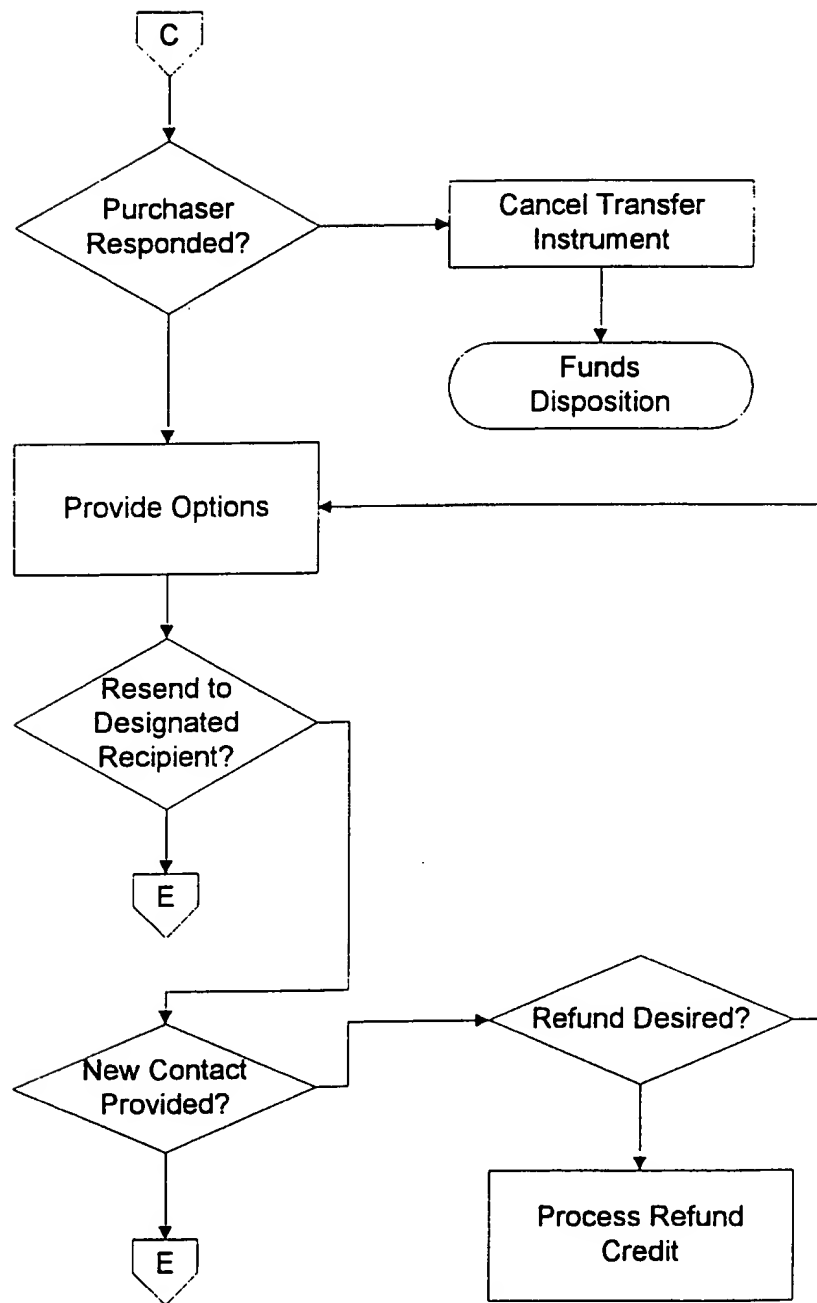 C
Purchaser
Responded?
Cancel Transfer
Instrument
Funds
Disposition
Provide Options
Resend to
Designated
Recipient?
E
Refund Desired?
New Contact
Provided?
Process Refund
Credit
E